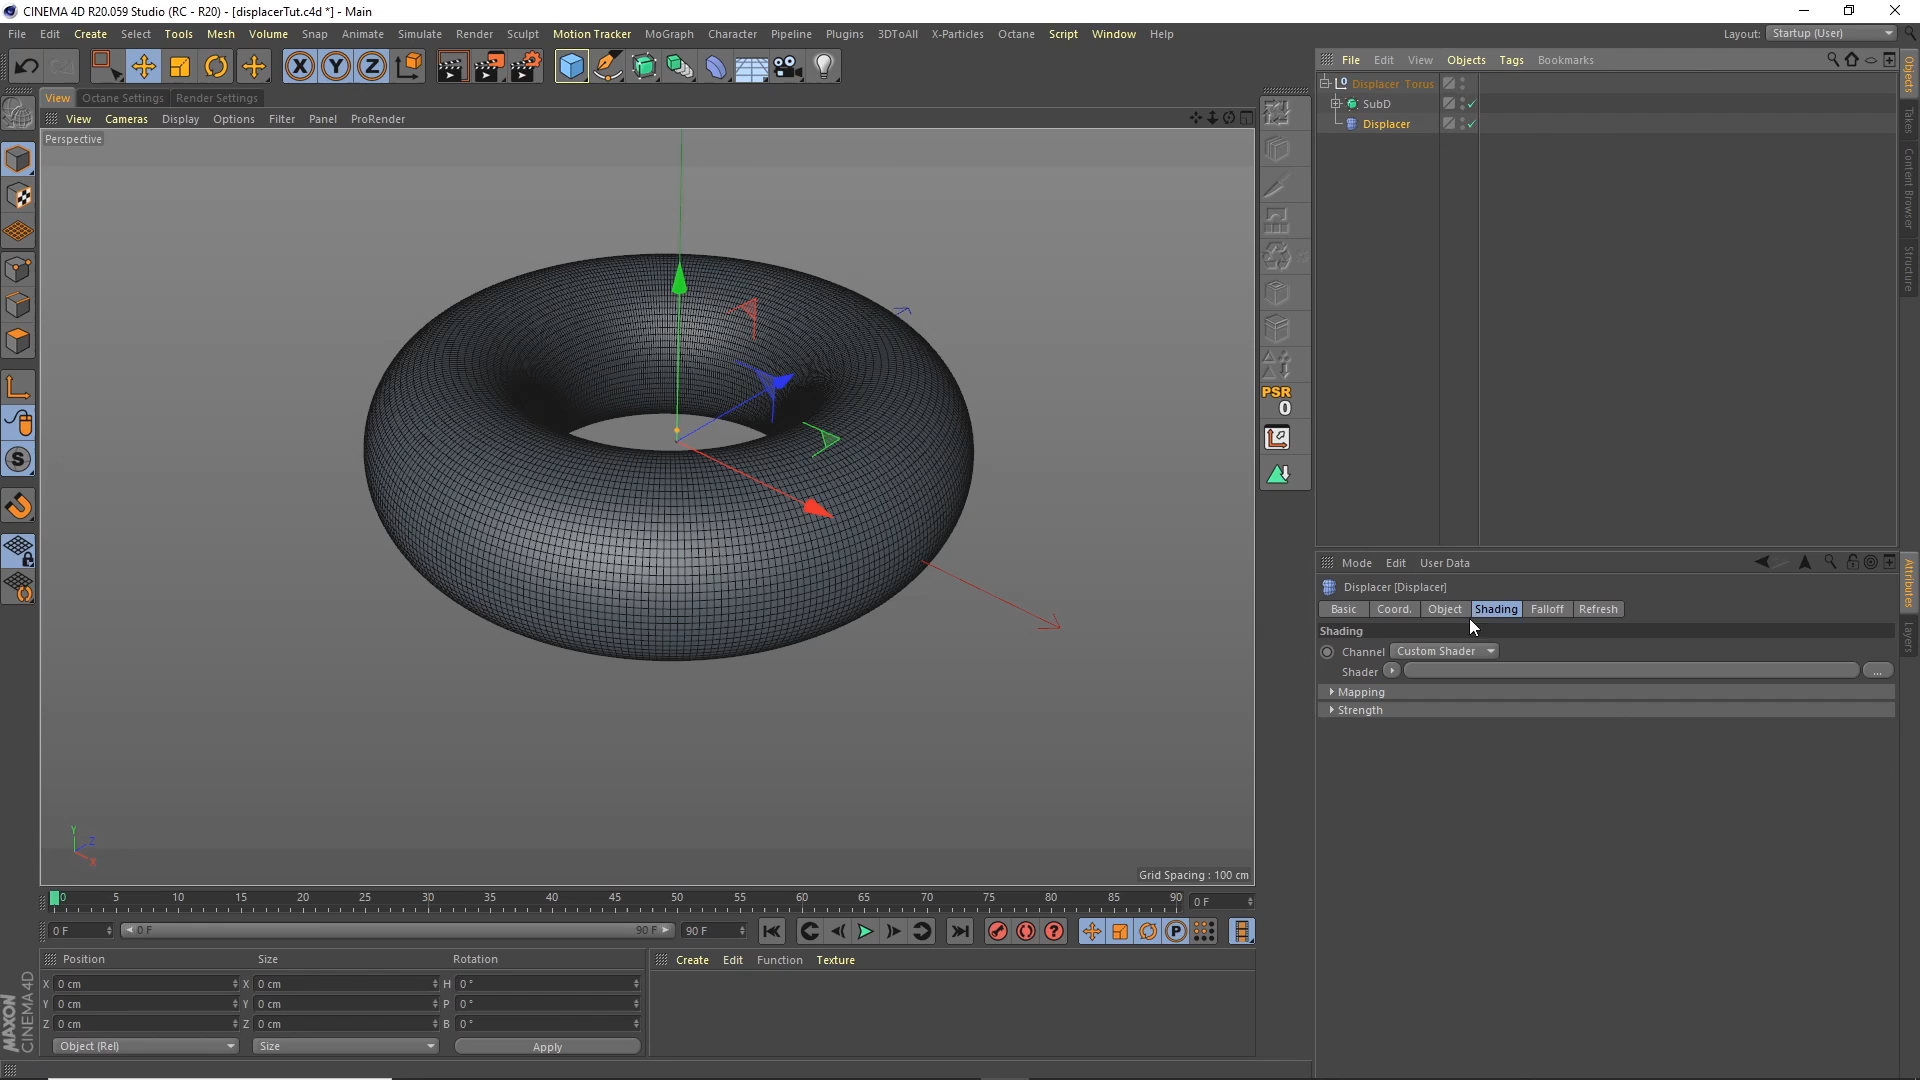 CINEMA 4D R20.059 Studio (RC - R20) - [displacerTut.c4d *] - Main
File Edit Create Select Tools Mesh Volume Snap Animate Simulate Render Sculpt Motion Tracker MoGraph Character Pipeline Plugins 3DToAll X-Particles Octane Script Window Help
Layout: Startup (User)
X Y Z
File Edit View Objects Tags Bookmarks
View Octane Settings Render Settings
View Cameras Display Options Filter Panel ProRender
Perspective
Displacer Torus
SubD
Displacer
Objects
Takes
Content Browser
Structure
PSR
0
S
Mode Edit User Data
Displacer [Displacer]
Basic Coord. Object Shading Falloff Refresh
Shading
Channel Custom Shader
Shader ...
Mapping
Strength
Attributes
Layers
Y
Z
X
Grid Spacing : 100 cm
0 5 10 15 20 25 30 35 40 45 50 55 60 65 70 75 80 85 90 0 F
0 F 0 F 90 F 90 F
? P
Position Size Rotation
X 0 cm X 0 cm H 0 °
Y 0 cm Y 0 cm P 0 °
Z 0 cm Z 0 cm B 0 °
Object (Rel) Size Apply
Create Edit Function Texture
MAXON
CINEMA 4D